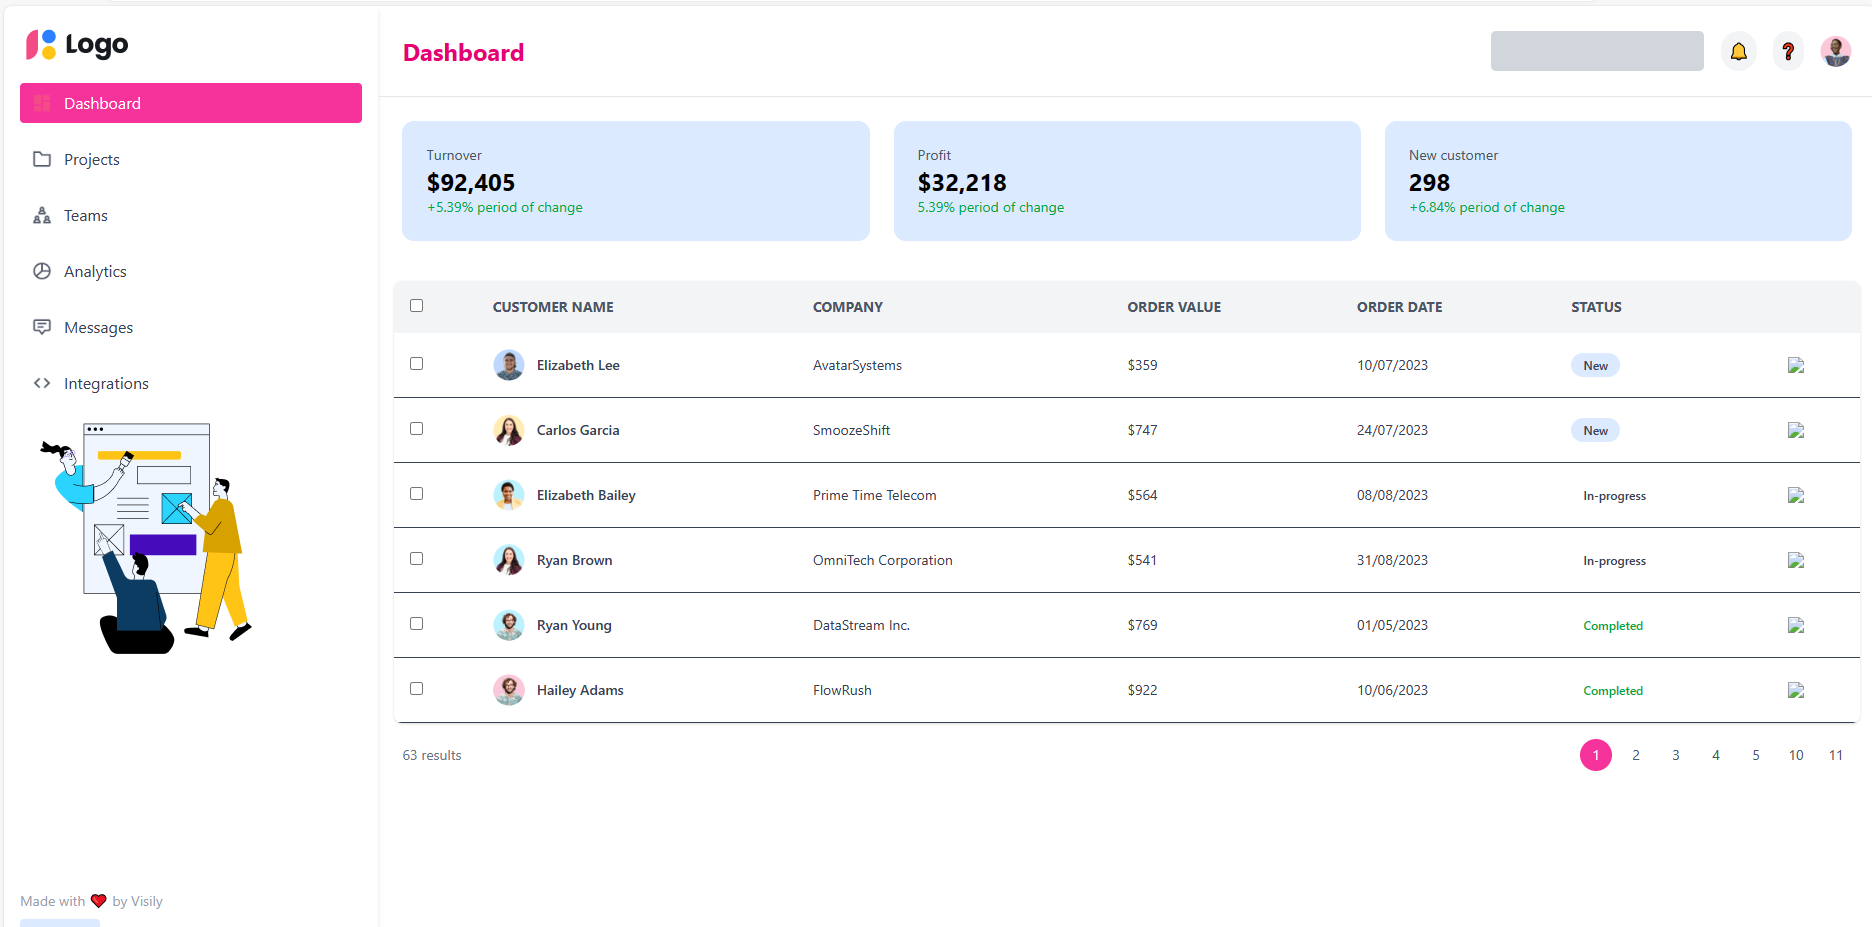 Logo
Dashboard
Dashboard
Projects
Teams
Analytics
Messages
Integrations
Turnover
$92,405
+5.39% period of change
Profit
$32,218
5.39% period of change
New customer
298
+6.84% period of change
CUSTOMER NAME COMPANY ORDER VALUE ORDER DATE STATUS
Elizabeth Lee AvatarSystems $359 10/07/2023 New
Carlos Garcia SmoozeShift $747 24/07/2023 New
Elizabeth Bailey Prime Time Telecom $564 08/08/2023 In-progress
Ryan Brown OmniTech Corporation $541 31/08/2023 In-progress
Ryan Young DataStream Inc. $769 01/05/2023 Completed
Hailey Adams FlowRush $922 10/06/2023 Completed
63 results 1 2 3 4 5 10 11
Made with ❤️ by Visily